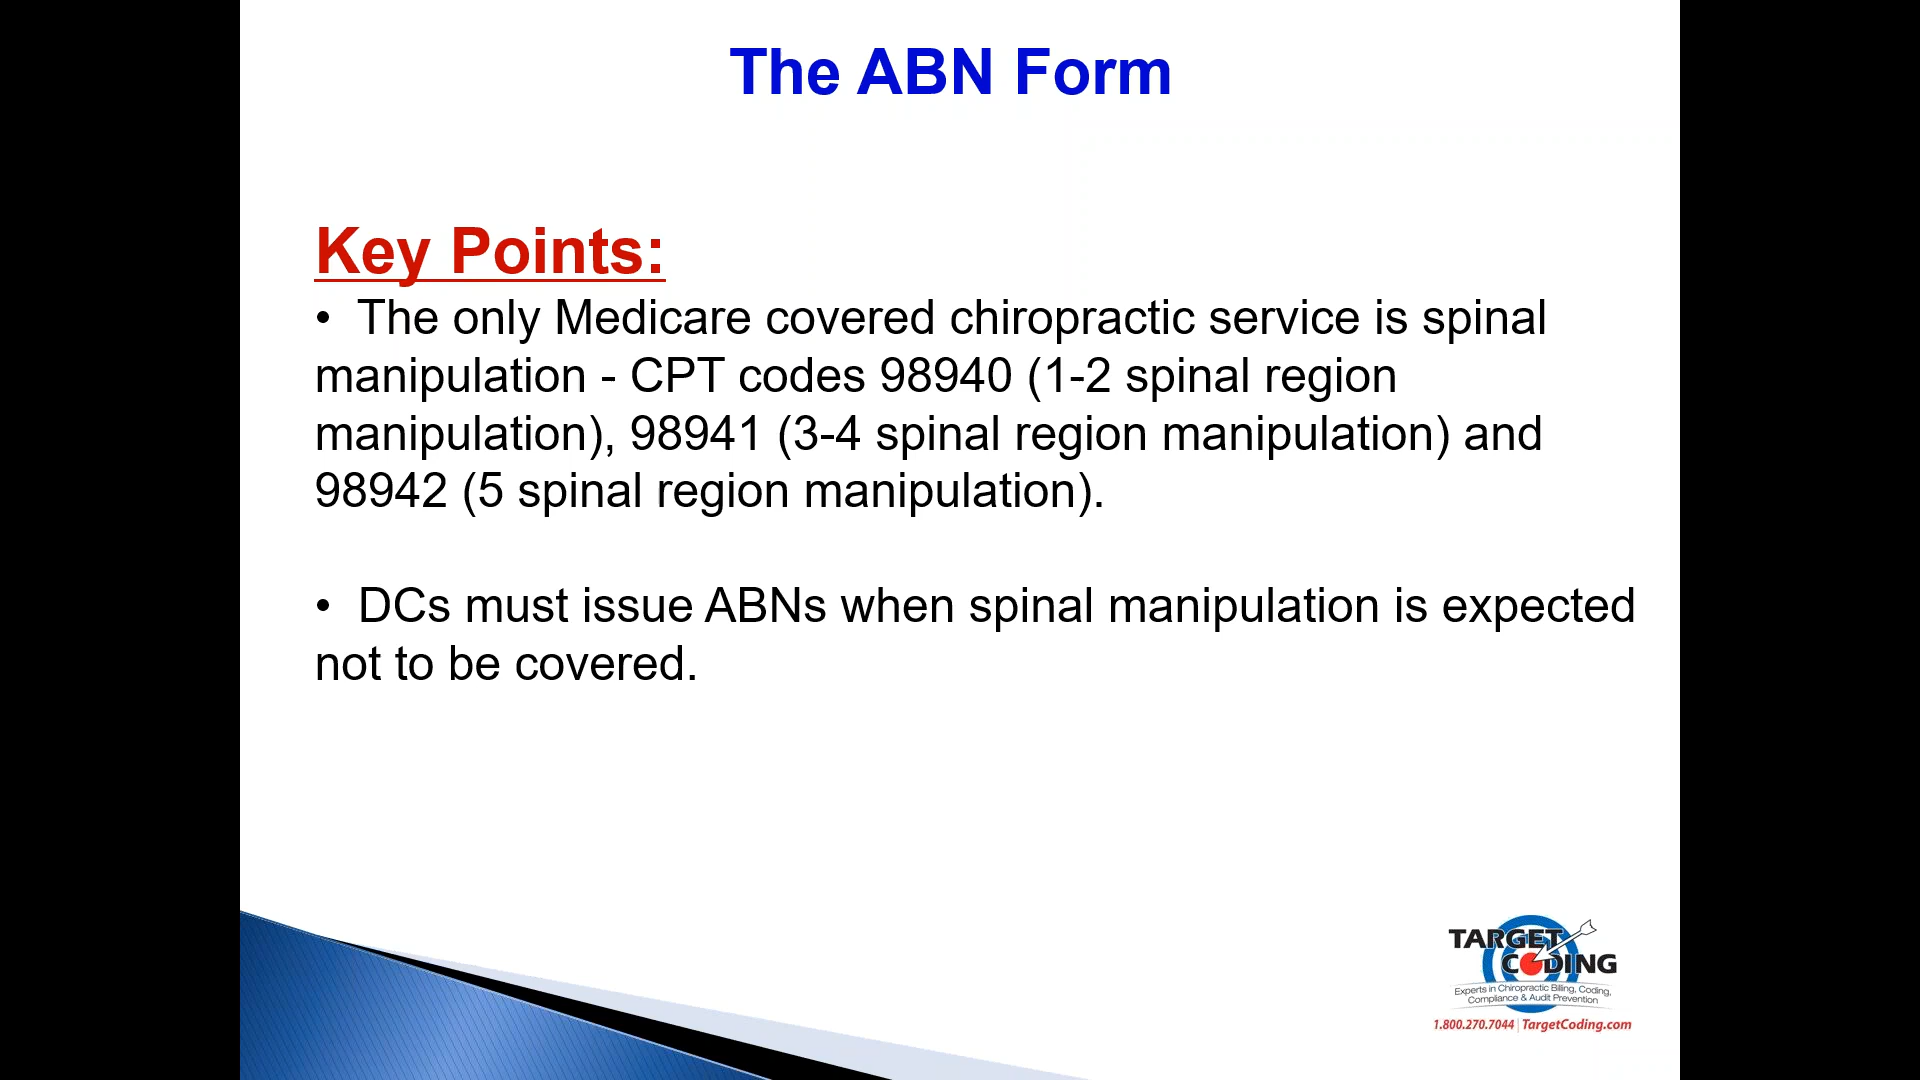 The ABN Form
Key Points:
• The only Medicare covered chiropractic service is spinal
manipulation - CPT codes 98940 (1-2 spinal region
manipulation), 98941 (3-4 spinal region manipulation) and
98942 (5 spinal region manipulation).
• DCs must issue ABNs when spinal manipulation is expected
not to be covered.
TARGET
CODING
Experts in Chiropractic Billing, Coding,
Compliance & Audit Prevention
1.800.270.7044 | TargetCoding.com